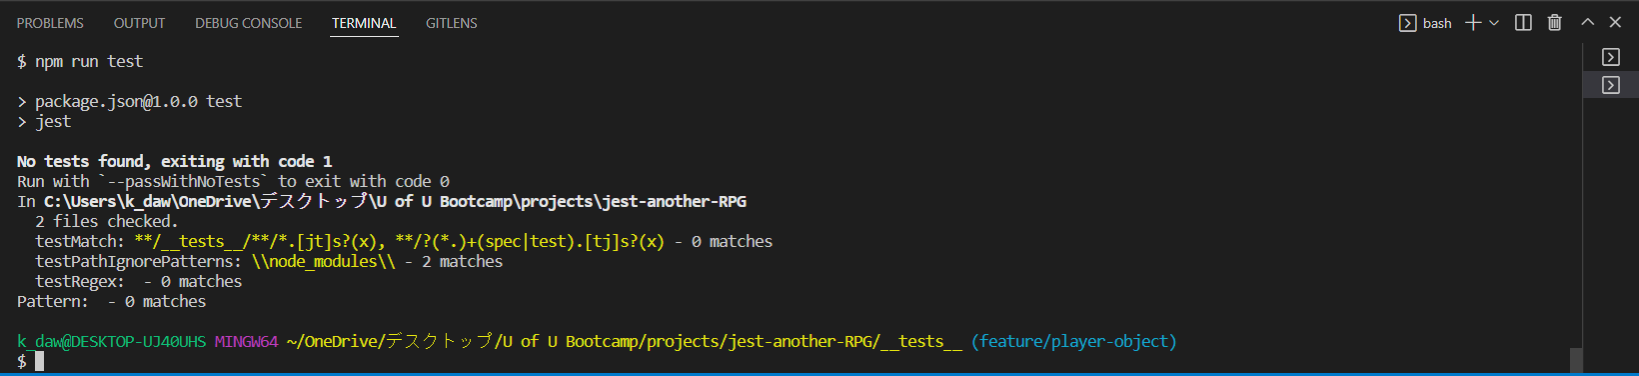 PROBLEMS OUTPUT DEBUG CONSOLE TERMINAL GITLENS bash
$ npm run test
> package.json@1.0.0 test
> jest
No tests found, exiting with code 1
Run with `--passWithNoTests` to exit with code 0
In C:\Users\k_daw\OneDrive\デスクトップ\U of U Bootcamp\projects\jest-another-RPG
  2 files checked.
  testMatch: **/__tests__/**/*.[jt]s?(x), **/?(*.)+(spec|test).[tj]s?(x) - 0 matches
  testPathIgnorePatterns: \\node_modules\\ - 2 matches
  testRegex:  - 0 matches
Pattern:  - 0 matches
k_daw@DESKTOP-UJ40UHS MINGW64 ~/OneDrive/デスクトップ/U of U Bootcamp/projects/jest-another-RPG/__tests__ (feature/player-object)
$